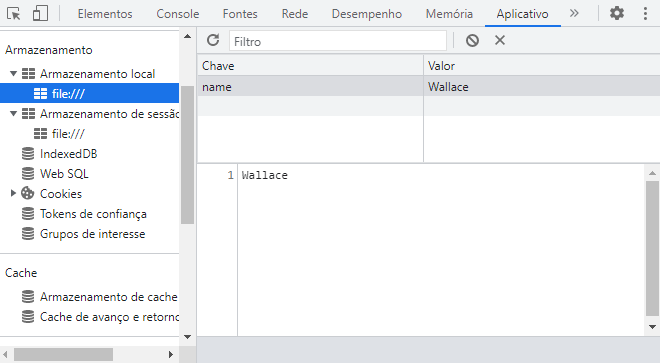 Elementos Console Fontes Rede Desempenho Memória Aplicativo
Armazenamento
Armazenamento local
file:///
Armazenamento de sessão
file:///
IndexedDB
Web SQL
Cookies
Tokens de confiança
Grupos de interesse
Cache
Armazenamento de cache
Cache de avanço e retorno
Filtro
Chave Valor
name Wallace
1 Wallace